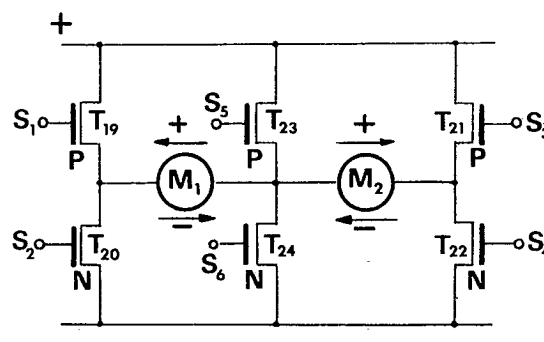 +
S₁ T₁₉ S₅ T₂₃ T₂₁
P + P + P
M₁ M₂
S₂ T₂₀ − S₆ T₂₄ − T₂₂
N N N